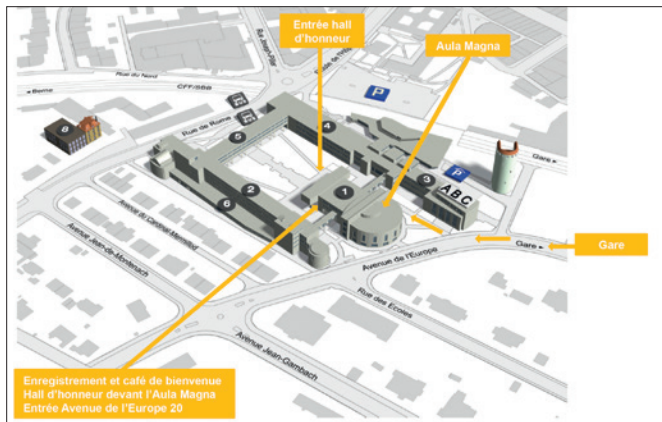 Entrée hall
d'honneur
Aula Magna
Rue du Nord
Berne
CFF/SBB
Rue de Rome
P
8
5
4
P
3
A B C
Gare
2
1
6
Avenue du Cardinal Mermillod
Avenue Jean-de-Montenach
Avenue de l'Europe
Gare
Gare
Rue des Ecoles
Avenue Jean-Gambach
Enregistrement et café de bienvenue
Hall d'honneur devant l'Aula Magna
Entrée Avenue de l'Europe 20